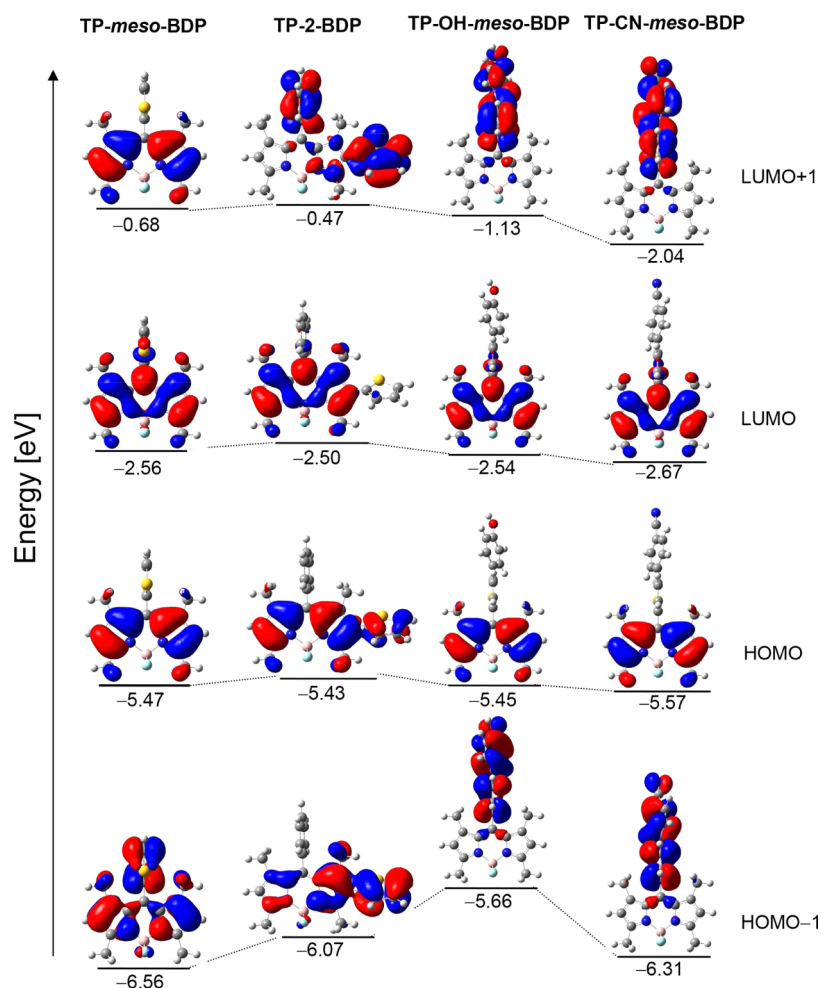 TP-meso-BDP TP-2-BDP TP-OH-meso-BDP TP-CN-meso-BDP
Energy [eV]
LUMO+1
−0.68 −0.47 −1.13 −2.04
LUMO
−2.56 −2.50 −2.54 −2.67
HOMO
−5.47 −5.43 −5.45 −5.57
HOMO−1
−6.56 −6.07 −5.66 −6.31